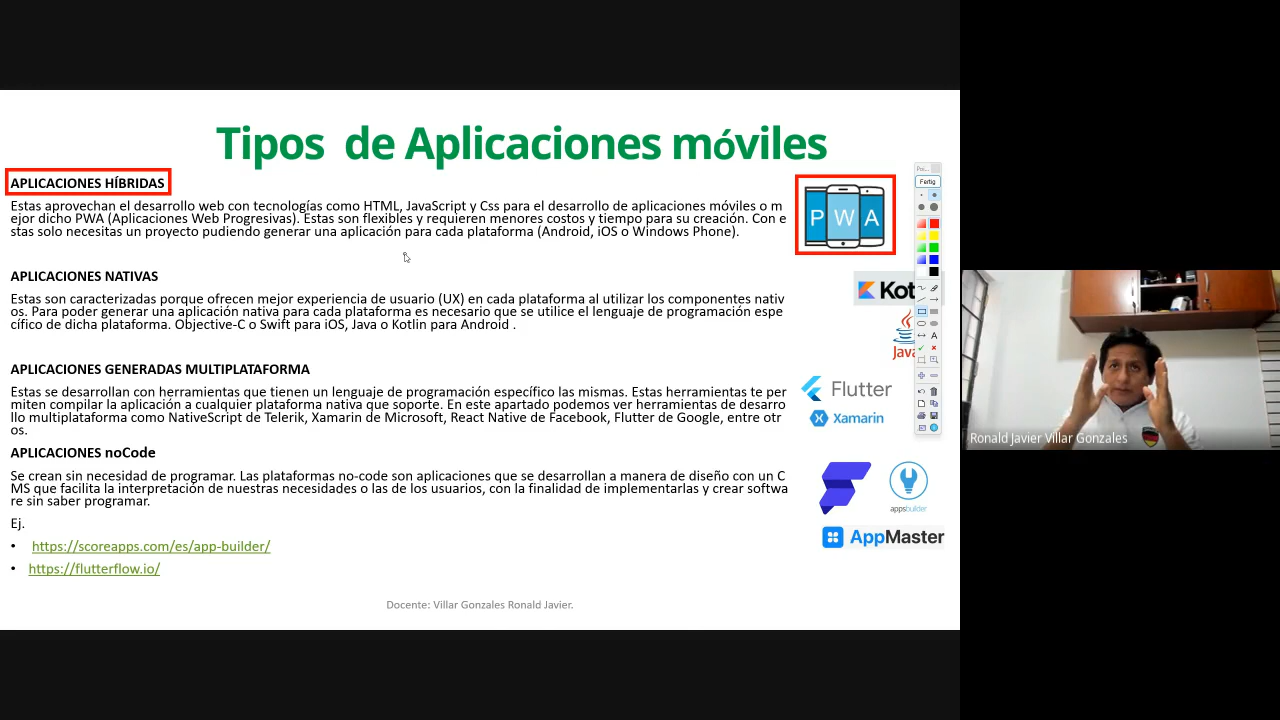 Tipos de Aplicaciones móviles
APLICACIONES HÍBRIDAS
Estas aprovechan el desarrollo web con tecnologías como HTML, JavaScript y Css para el desarrollo de aplicaciones móviles o m
ejor dicho PWA (Aplicaciones Web Progresivas). Estas son flexibles y requieren menores costos y tiempo para su creación. Con e
stas solo necesitas un proyecto pudiendo generar una aplicación para cada plataforma (Android, iOS o Windows Phone).
PWA
APLICACIONES NATIVAS
Estas son caracterizadas porque ofrecen mejor experiencia de usuario (UX) en cada plataforma al utilizar los componentes nativ
os. Para poder generar una aplicación nativa para cada plataforma es necesario que se utilice el lenguaje de programación espe
cífico de dicha plataforma. Objective-C o Swift para iOS, Java o Kotlin para Android .
Kot
Java
APLICACIONES GENERADAS MULTIPLATAFORMA
Estas se desarrollan con herramientas que tienen un lenguaje de programación específico las mismas. Estas herramientas te per
miten compilar la aplicación a cualquier plataforma nativa que soporte. En este apartado podemos ver herramientas de desarro
llo multiplataforma como NativeScript de Telerik, Xamarin de Microsoft, React Native de Facebook, Flutter de Google, entre otr
os.
Flutter
Xamarin
APLICACIONES noCode
Se crean sin necesidad de programar. Las plataformas no-code son aplicaciones que se desarrollan a manera de diseño con un C
MS que facilita la interpretación de nuestras necesidades o las de los usuarios, con la finalidad de implementarlas y crear softwa
re sin saber programar.
Ej.
• https://scoreapps.com/es/app-builder/
• https://flutterflow.io/
appsbuilder
AppMaster
Docente: Villar Gonzales Ronald Javier.
Fertig
A
Ronald Javier Villar Gonzales